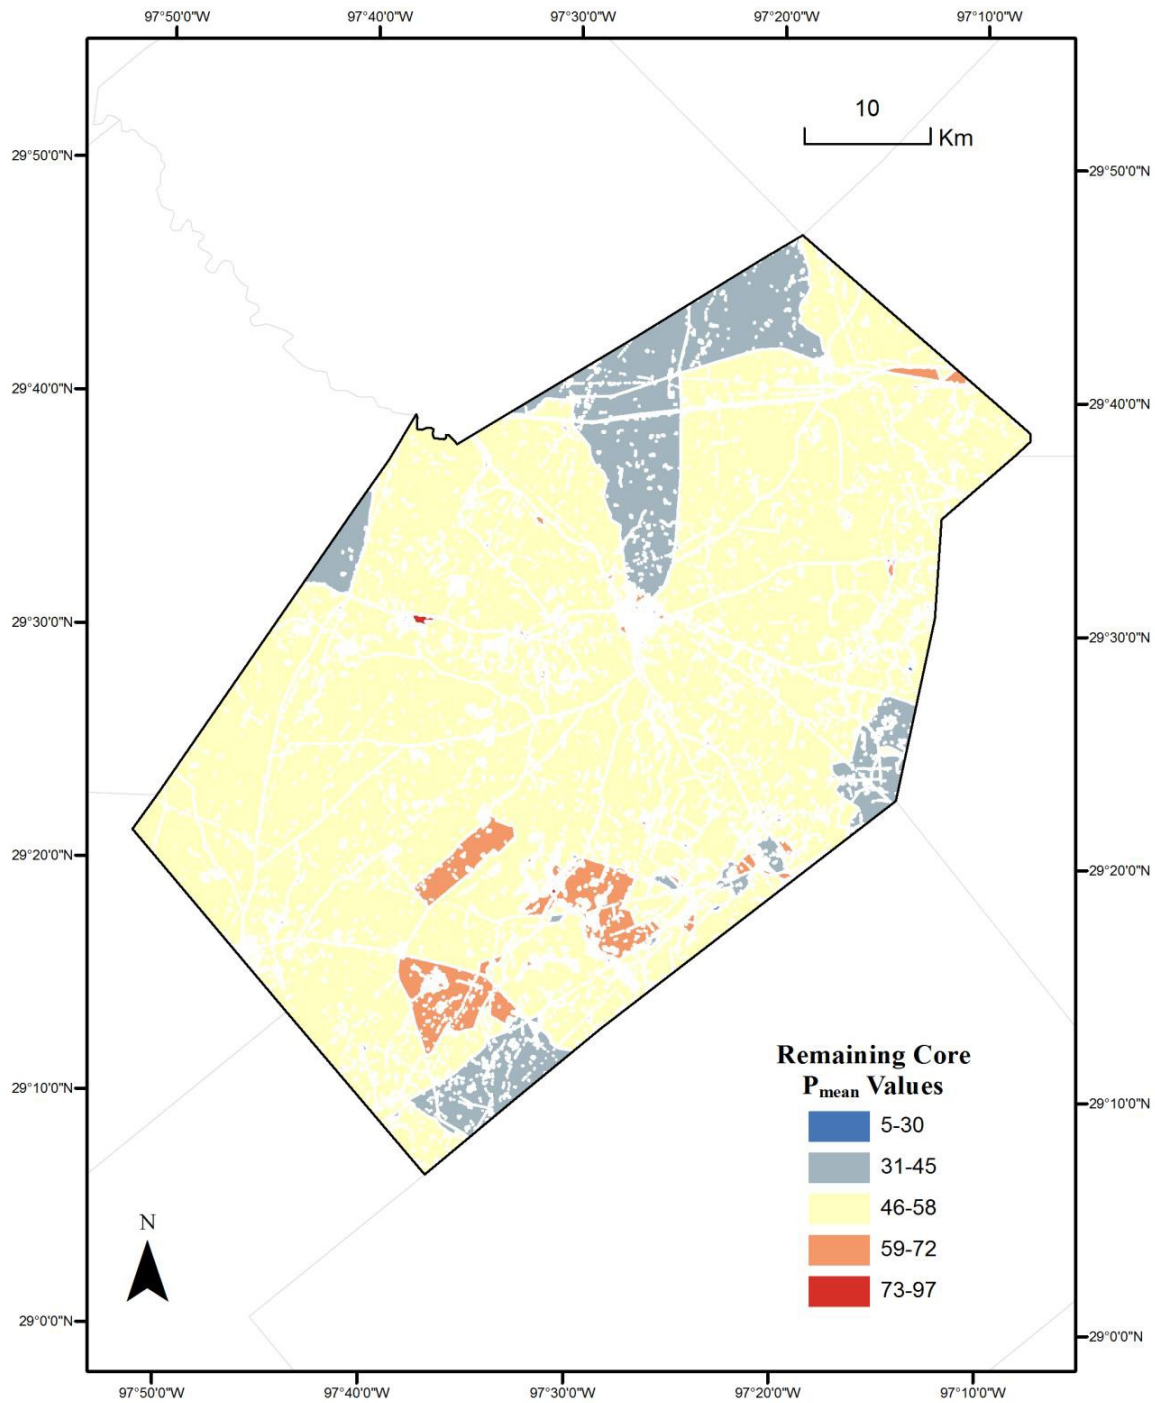 97°50'0"W 97°40'0"W 97°30'0"W 97°20'0"W 97°10'0"W
10
Km
29°50'0"N 29°50'0"N
29°40'0"N 29°40'0"N
29°30'0"N 29°30'0"N
29°20'0"N 29°20'0"N
Remaining Core
Pmean Values
29°10'0"N 29°10'0"N
5-30
31-45
46-58
N
59-72
73-97
29°0'0"N 29°0'0"N
97°50'0"W 97°40'0"W 97°30'0"W 97°20'0"W 97°10'0"W